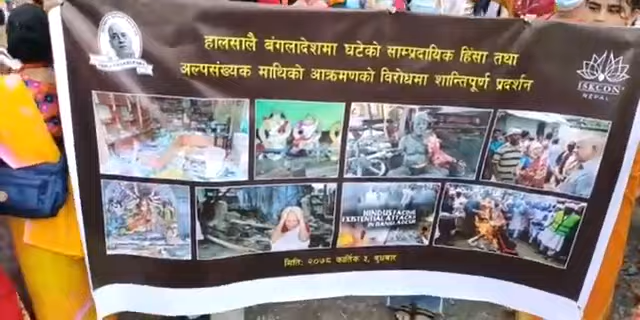 हालसालै बंगलादेशमा घटेको साम्प्रदायिक हिंसा तथा
अल्पसंख्यक माथिको आक्रमणको विरोधमा शान्तिपूर्ण प्रदर्शन
ISKCON
NEPAL
HINDUS FACING
EXISTENTIAL ATTACKS
IN BANGLADESH
मिति: २०७८ कार्तिक ३, बुधबार